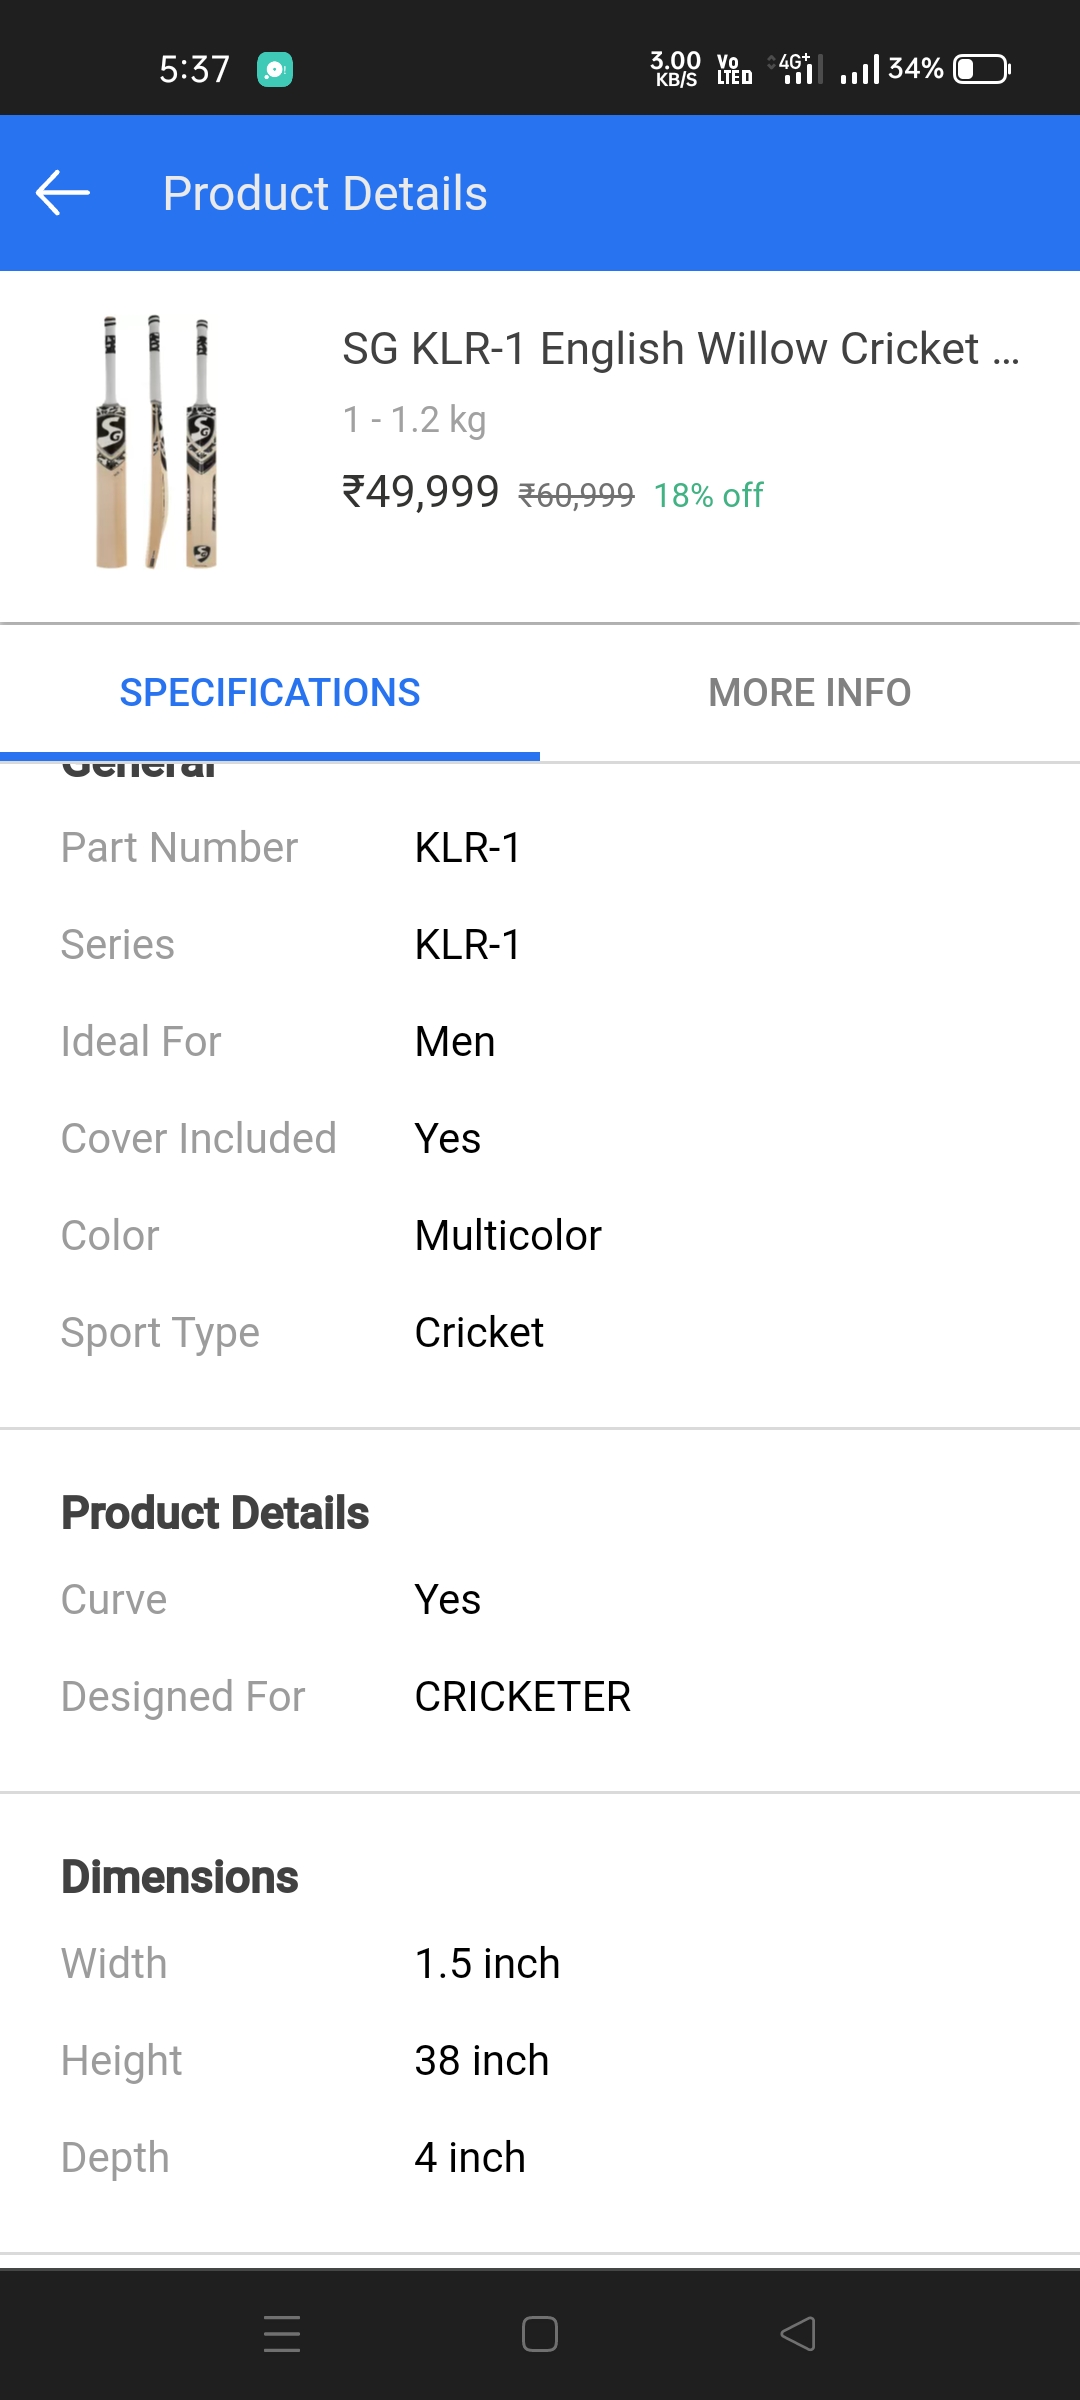 5:37
3.00 KB/S Vo LTE 4G+ 34%
Product Details
SG KLR-1 English Willow Cricket ...
1 - 1.2 kg
₹49,999 ₹60,999 18% off
SPECIFICATIONS MORE INFO
General
Part Number KLR-1
Series KLR-1
Ideal For Men
Cover Included Yes
Color Multicolor
Sport Type Cricket
Product Details
Curve Yes
Designed For CRICKETER
Dimensions
Width 1.5 inch
Height 38 inch
Depth 4 inch